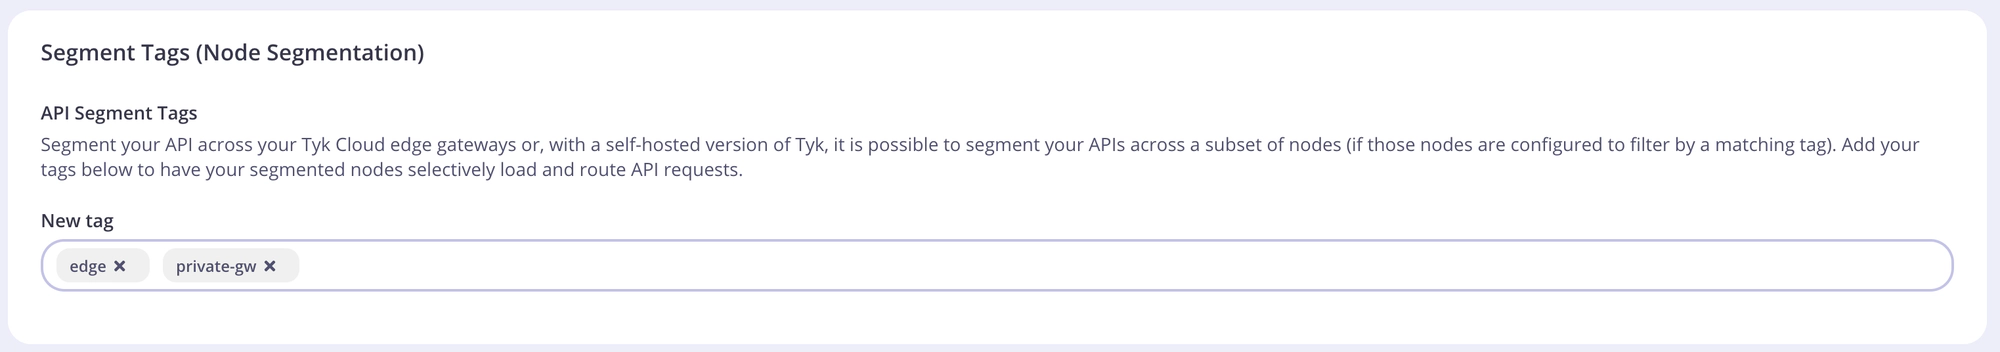 Segment Tags (Node Segmentation)
API Segment Tags
Segment your API across your Tyk Cloud edge gateways or, with a self-hosted version of Tyk, it is possible to segment your APIs across a subset of nodes (if those nodes are configured to filter by a matching tag). Add your
tags below to have your segmented nodes selectively load and route API requests.
New tag
edge × private-gw ×